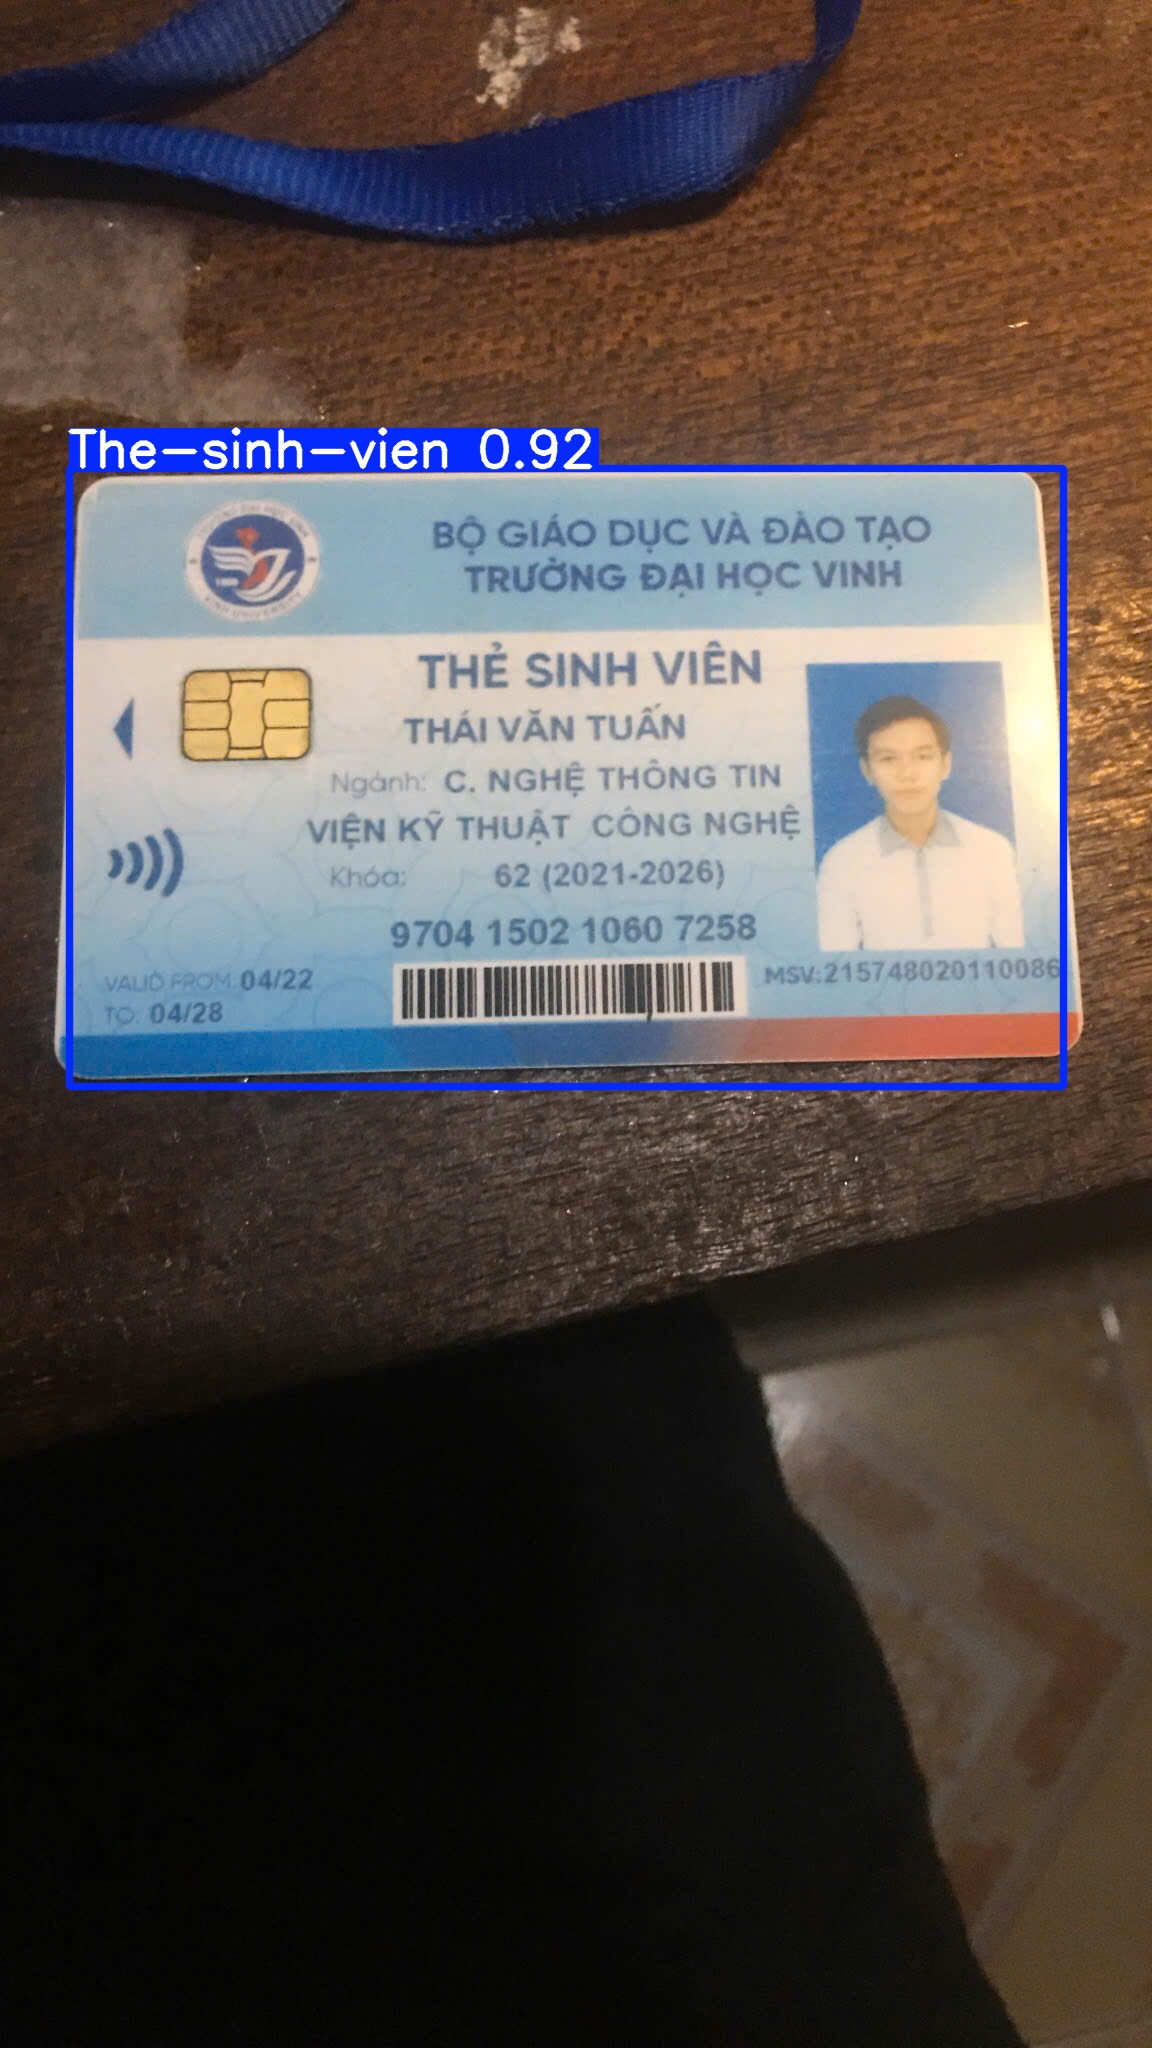 The-sinh-vien 0.92
BỘ GIÁO DỤC VÀ ĐÀO TẠO
TRƯỜNG ĐẠI HỌC VINH
VINH UNIVERSITY
THẺ SINH VIÊN
THÁI VĂN TUẤN
Ngành: C. NGHỆ THÔNG TIN
VIỆN KỸ THUẬT CÔNG NGHỆ
Khóa: 62 (2021-2026)
9704 1502 1060 7258
VALID FROM: 04/22
TO: 04/28
MSV:215748020110086